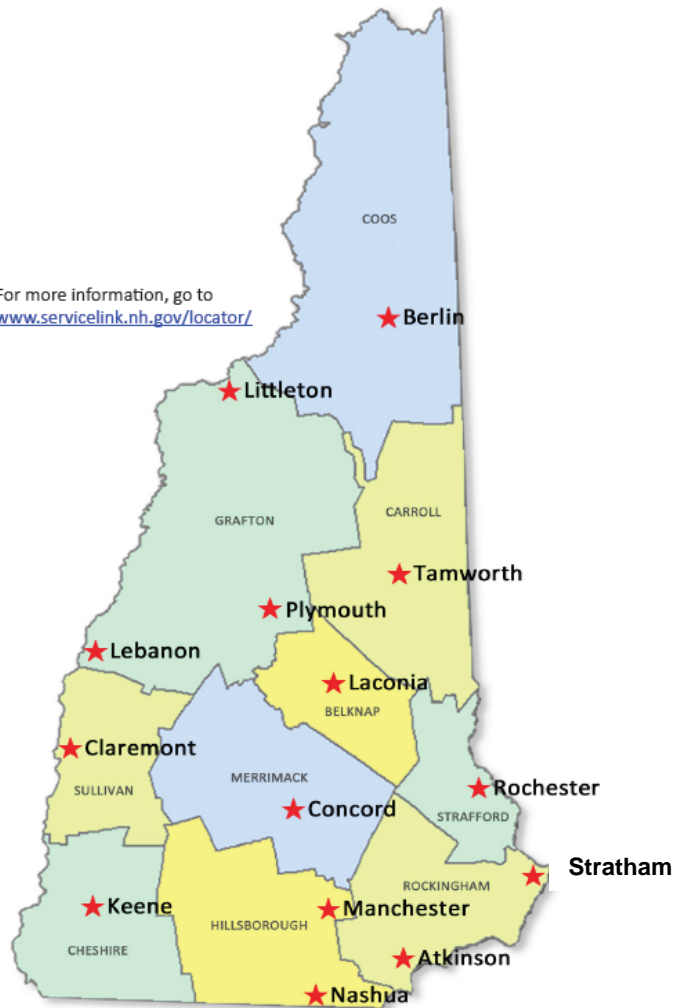 COOS
For more information, go to
www.servicelink.nh.gov/locator/
Berlin
Littleton
CARROLL
GRAFTON
Tamworth
Plymouth
Lebanon
Laconia
BELKNAP
Claremont
MERRIMACK
SULLIVAN
Rochester
Concord
STRAFFORD
Stratham
ROCKINGHAM
Keene
Manchester
HILLSBOROUGH
CHESHIRE
Atkinson
Nashua